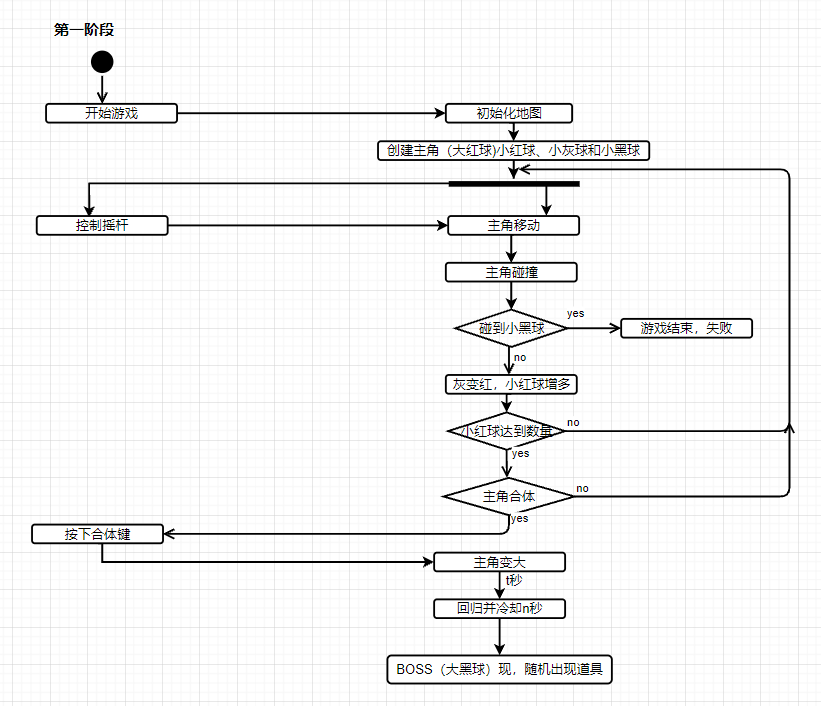 第一阶段
开始游戏
初始化地图
创建主角（大红球)小红球、小灰球和小黑球
控制摇杆
主角移动
主角碰撞
碰到小黑球
yes
游戏结束，失败
no
灰变红，小红球增多
小红球达到数量
no
yes
主角合体
no
yes
按下合体键
主角变大
t秒
回归并冷却n秒
BOSS（大黑球）现，随机出现道具